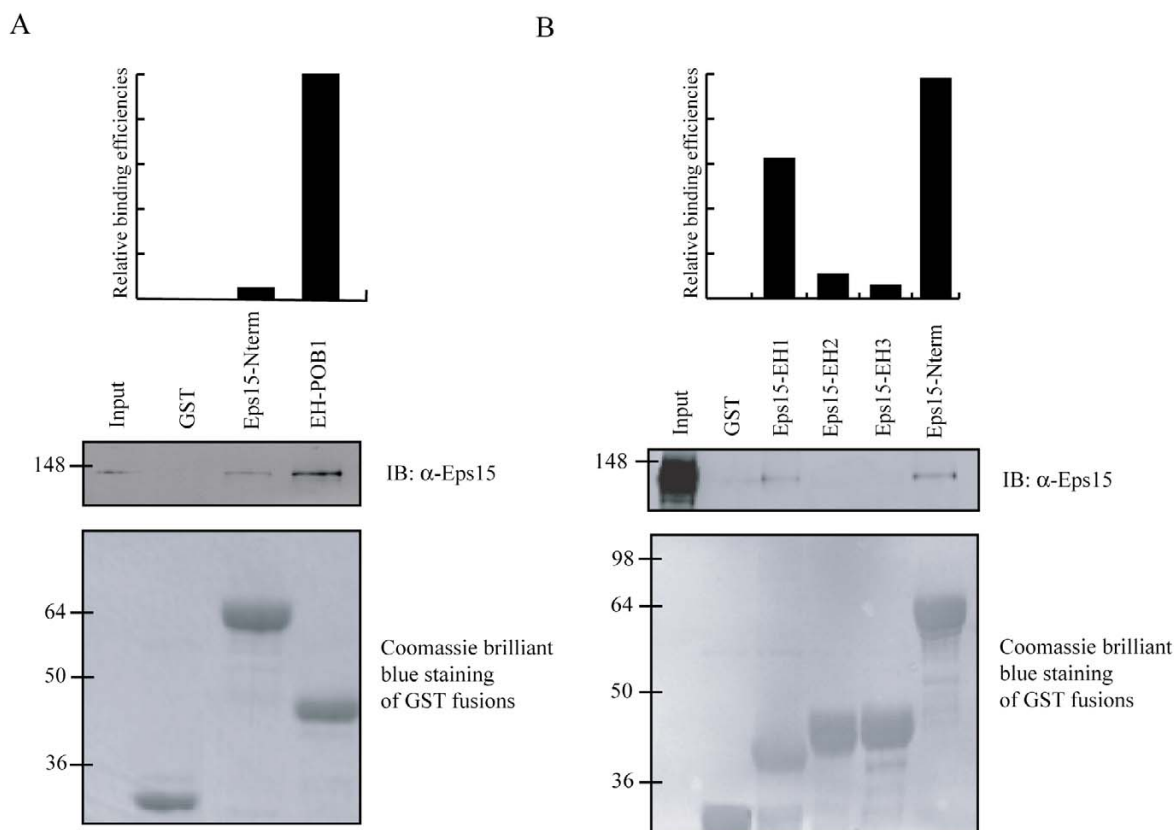 A
Relative binding efficiencies
Input
GST
Eps15-Nterm
EH-POB1
148
IB: α-Eps15
64
50
36
Coomassie brilliant
blue staining
of GST fusions
B
Relative binding efficiencies
Input
GST
Eps15-EH1
Eps15-EH2
Eps15-EH3
Eps15-Nterm
148
IB: α-Eps15
98
64
50
36
Coomassie brilliant
blue staining
of GST fusions